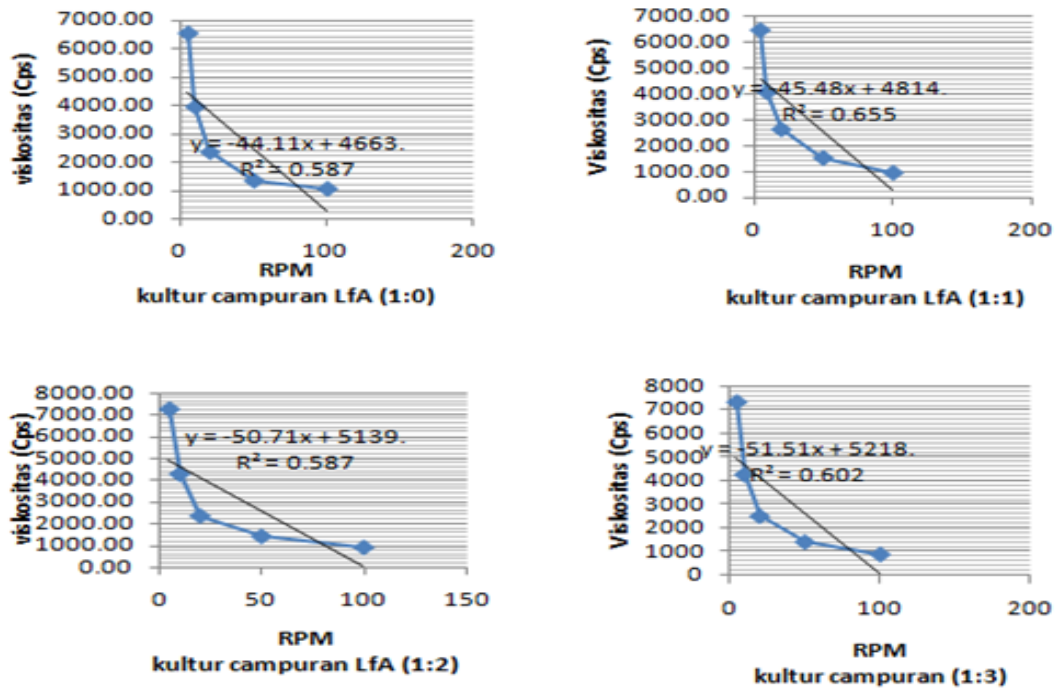 7000.00
6000.00
5000.00
4000.00
3000.00
2000.00
1000.00
0.00
viskositas (Cps)
y = -44.11x + 4663.
R² = 0.587
0 100 200
RPM
kultur campuran LfA (1:0)
7000.00
6000.00
5000.00
4000.00
3000.00
2000.00
1000.00
0.00
Viskositas (Cps)
y = -45.48x + 4814.
R² = 0.655
0 100 200
RPM
kultur campuran LfA (1:1)
8000.00
7000.00
6000.00
5000.00
4000.00
3000.00
2000.00
1000.00
0.00
viskositas (Cps)
y = -50.71x + 5139.
R² = 0.587
0 50 100 150
RPM
kultur campuran LfA (1:2)
8000
7000
6000
5000
4000
3000
2000
1000
0
Viskositas (Cps)
y = -51.51x + 5218.
R² = 0.602
0 100 200
RPM
kultur campuran (1:3)